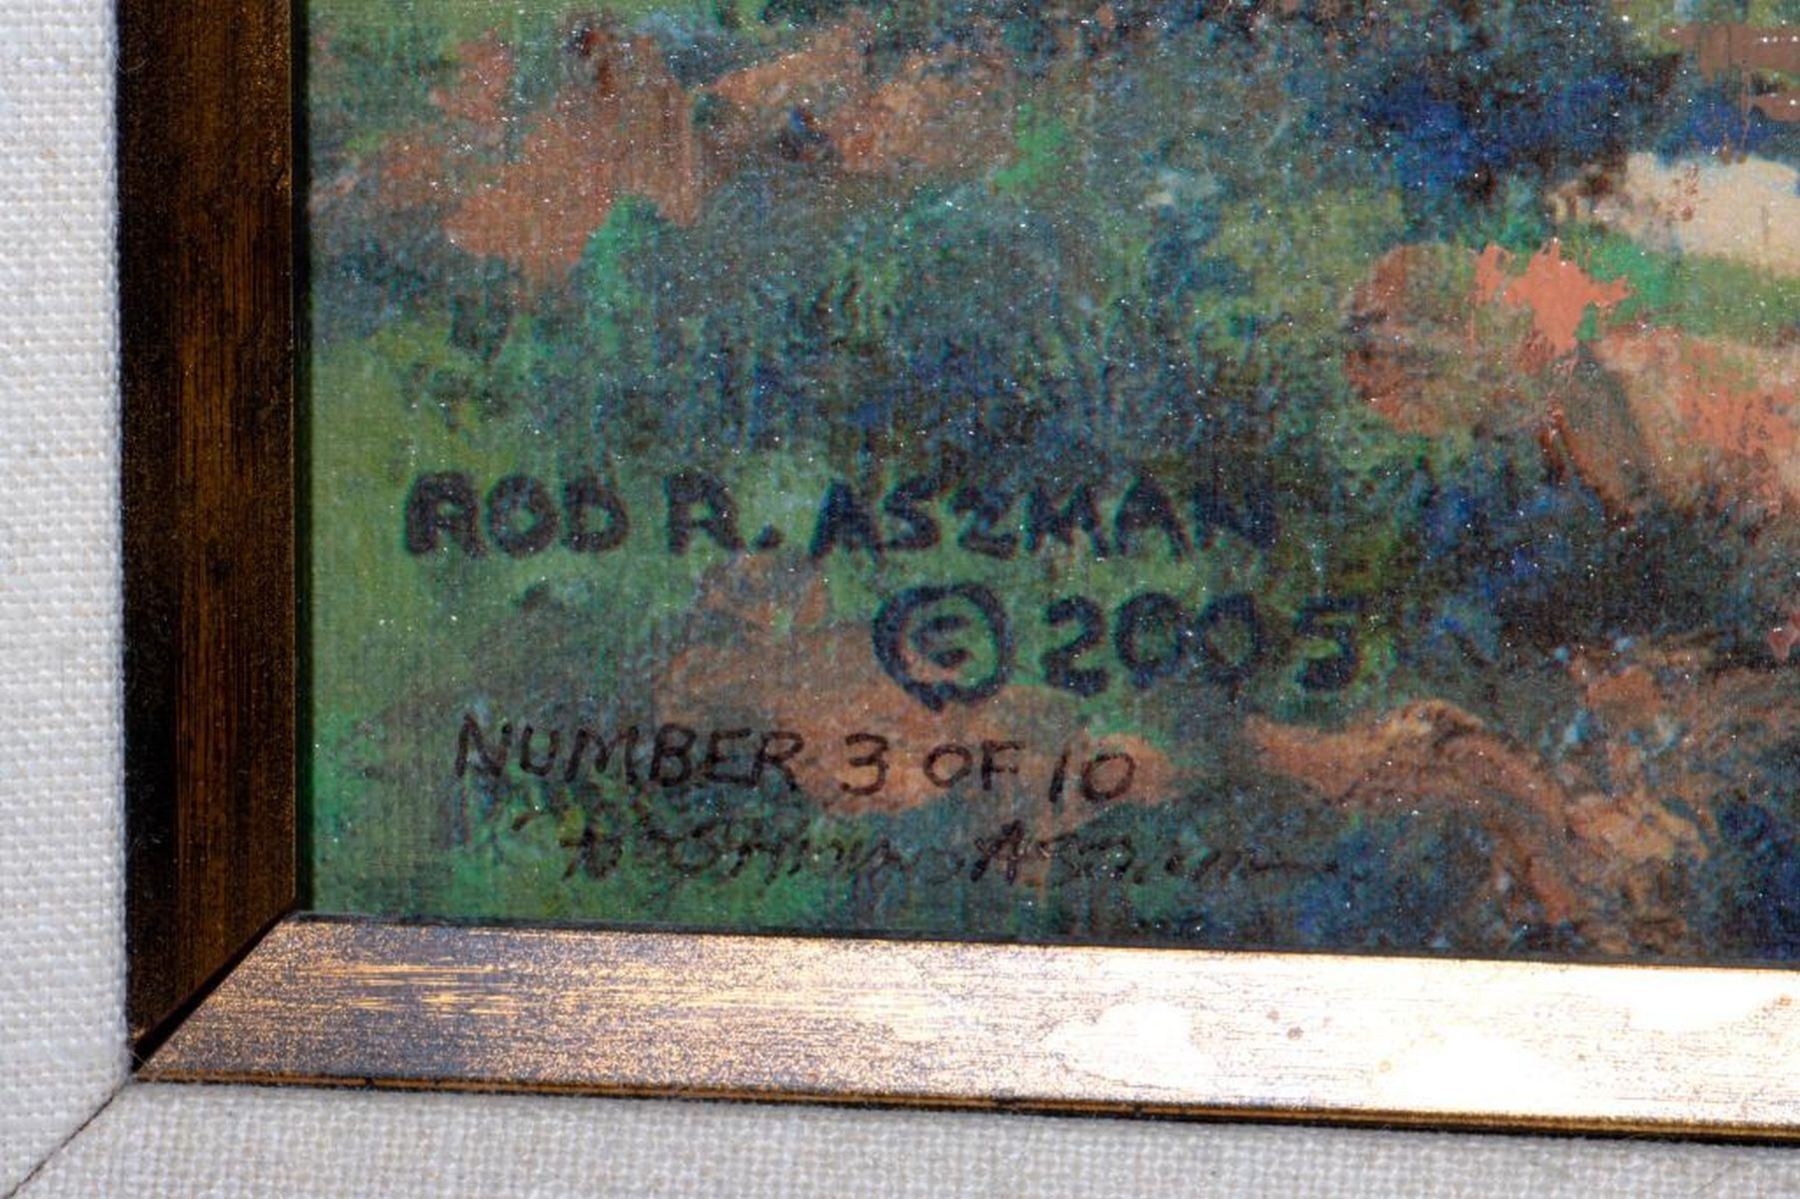 ROD R. ASZMAN
© 2005
NUMBER 3 OF 10